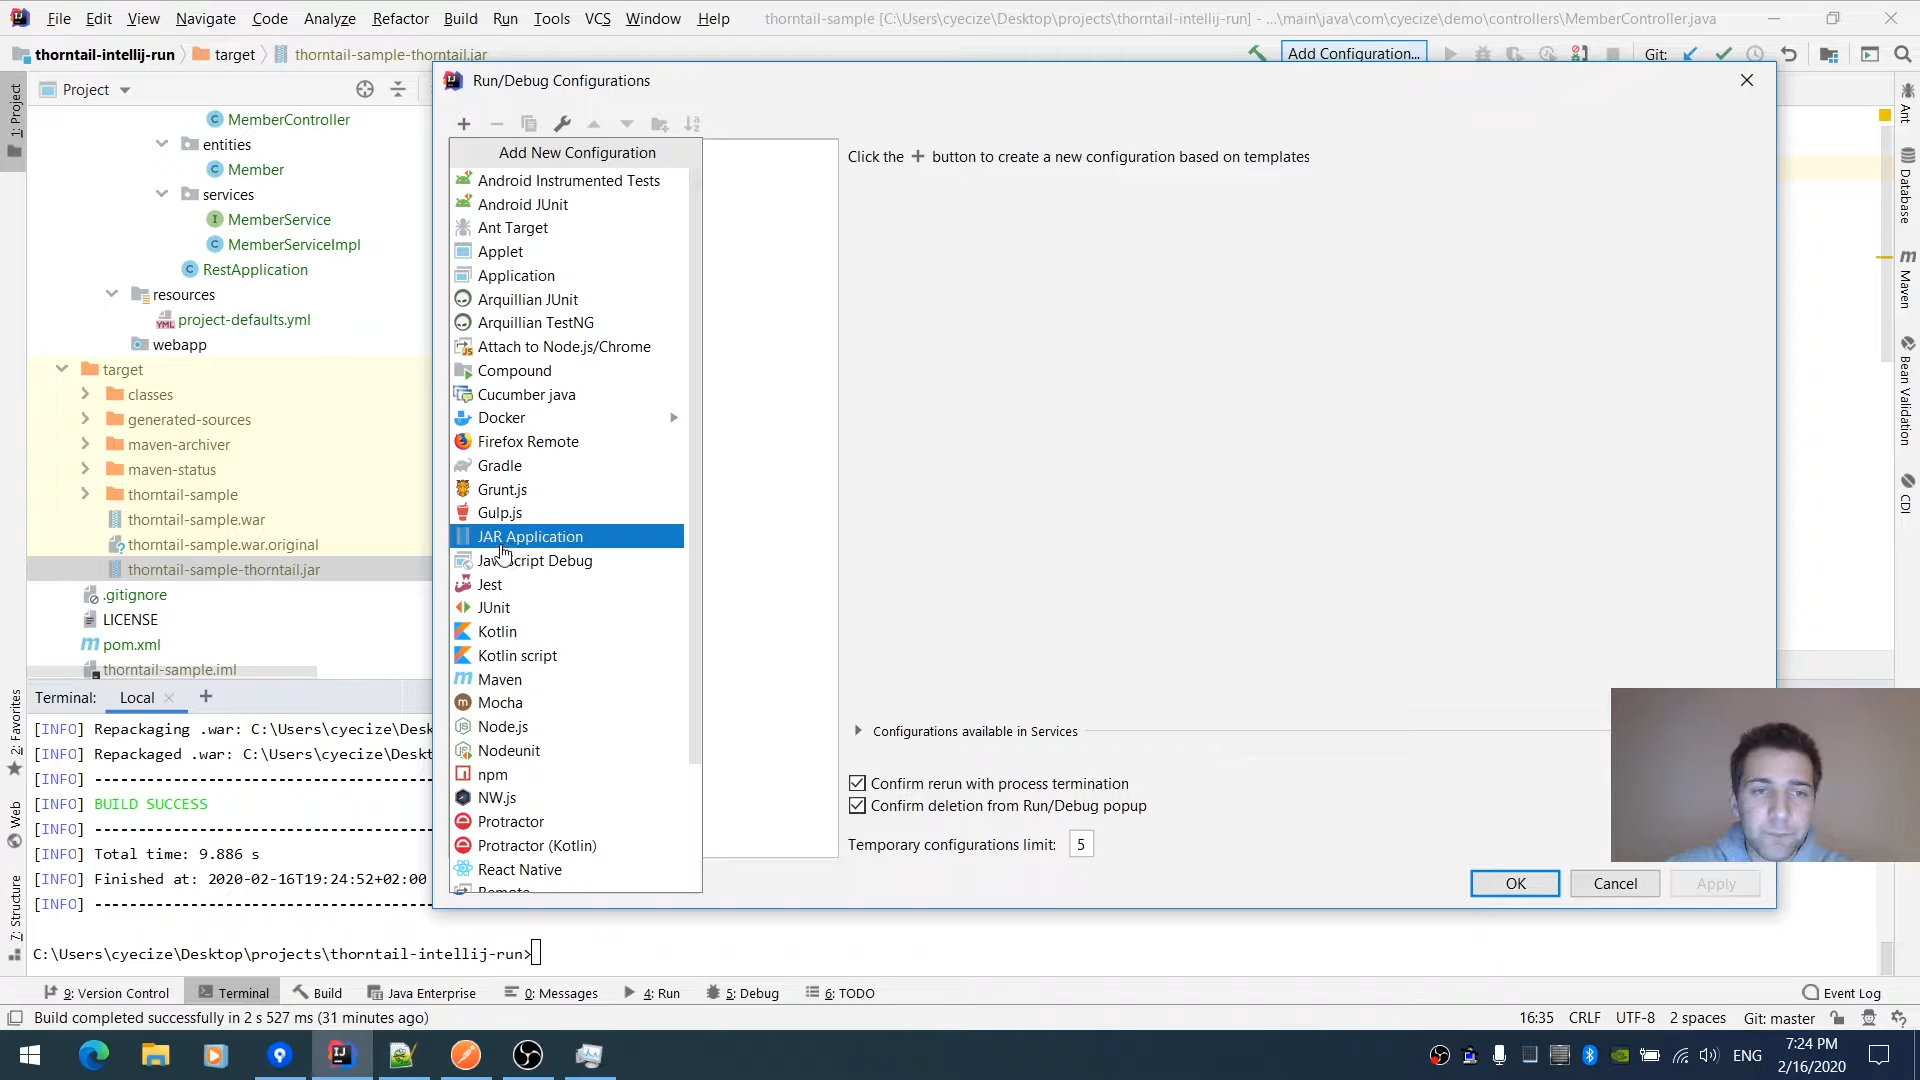 File Edit View Navigate Code Analyze Refactor Build Run Tools VCS Window Help thorntail-sample [C:\Users\cyecize\Desktop\projects\thorntail-intellij-run] - ...\main\java\com\cyecize\demo\controllers\MemberController.java
thorntail-intellij-run target thorntail-sample-thorntail.jar Add Configuration... Git:
1: Project
Project
MemberController
entities
Member
services
MemberService
MemberServiceImpl
RestApplication
resources
project-defaults.yml
webapp
target
classes
generated-sources
maven-archiver
maven-status
thorntail-sample
thorntail-sample.war
thorntail-sample.war.original
thorntail-sample-thorntail.jar
.gitignore
LICENSE
pom.xml
thorntail-sample.iml
Run/Debug Configurations
Add New Configuration
Android Instrumented Tests
Android JUnit
Ant Target
Applet
Application
Arquillian JUnit
Arquillian TestNG
Attach to Node.js/Chrome
Compound
Cucumber java
Docker
Firefox Remote
Gradle
Grunt.js
Gulp.js
JAR Application
JavaScript Debug
Jest
JUnit
Kotlin
Kotlin script
Maven
Mocha
Node.js
Nodeunit
npm
NW.js
Protractor
Protractor (Kotlin)
React Native
Remote
Click the + button to create a new configuration based on templates
Configurations available in Services
Confirm rerun with process termination
Confirm deletion from Run/Debug popup
Temporary configurations limit: 5
OK Cancel Apply
Ant
Database
Maven
Bean Validation
CDI
2: Favorites
Web
7: Structure
Terminal: Local
[INFO] Repackaging .war: C:\Users\cyecize\Desk
[INFO] Repackaged .war: C:\Users\cyecize\Deskt
[INFO] ----------------------------------
[INFO] BUILD SUCCESS
[INFO] ----------------------------------
[INFO] Total time: 9.886 s
[INFO] Finished at: 2020-02-16T19:24:52+02:00
[INFO] ----------------------------------
C:\Users\cyecize\Desktop\projects\thorntail-intellij-run>
9: Version Control Terminal Build Java Enterprise 0: Messages 4: Run 5: Debug 6: TODO Event Log
Build completed successfully in 2 s 527 ms (31 minutes ago) 16:35 CRLF UTF-8 2 spaces Git: master
ENG 7:24 PM
2/16/2020